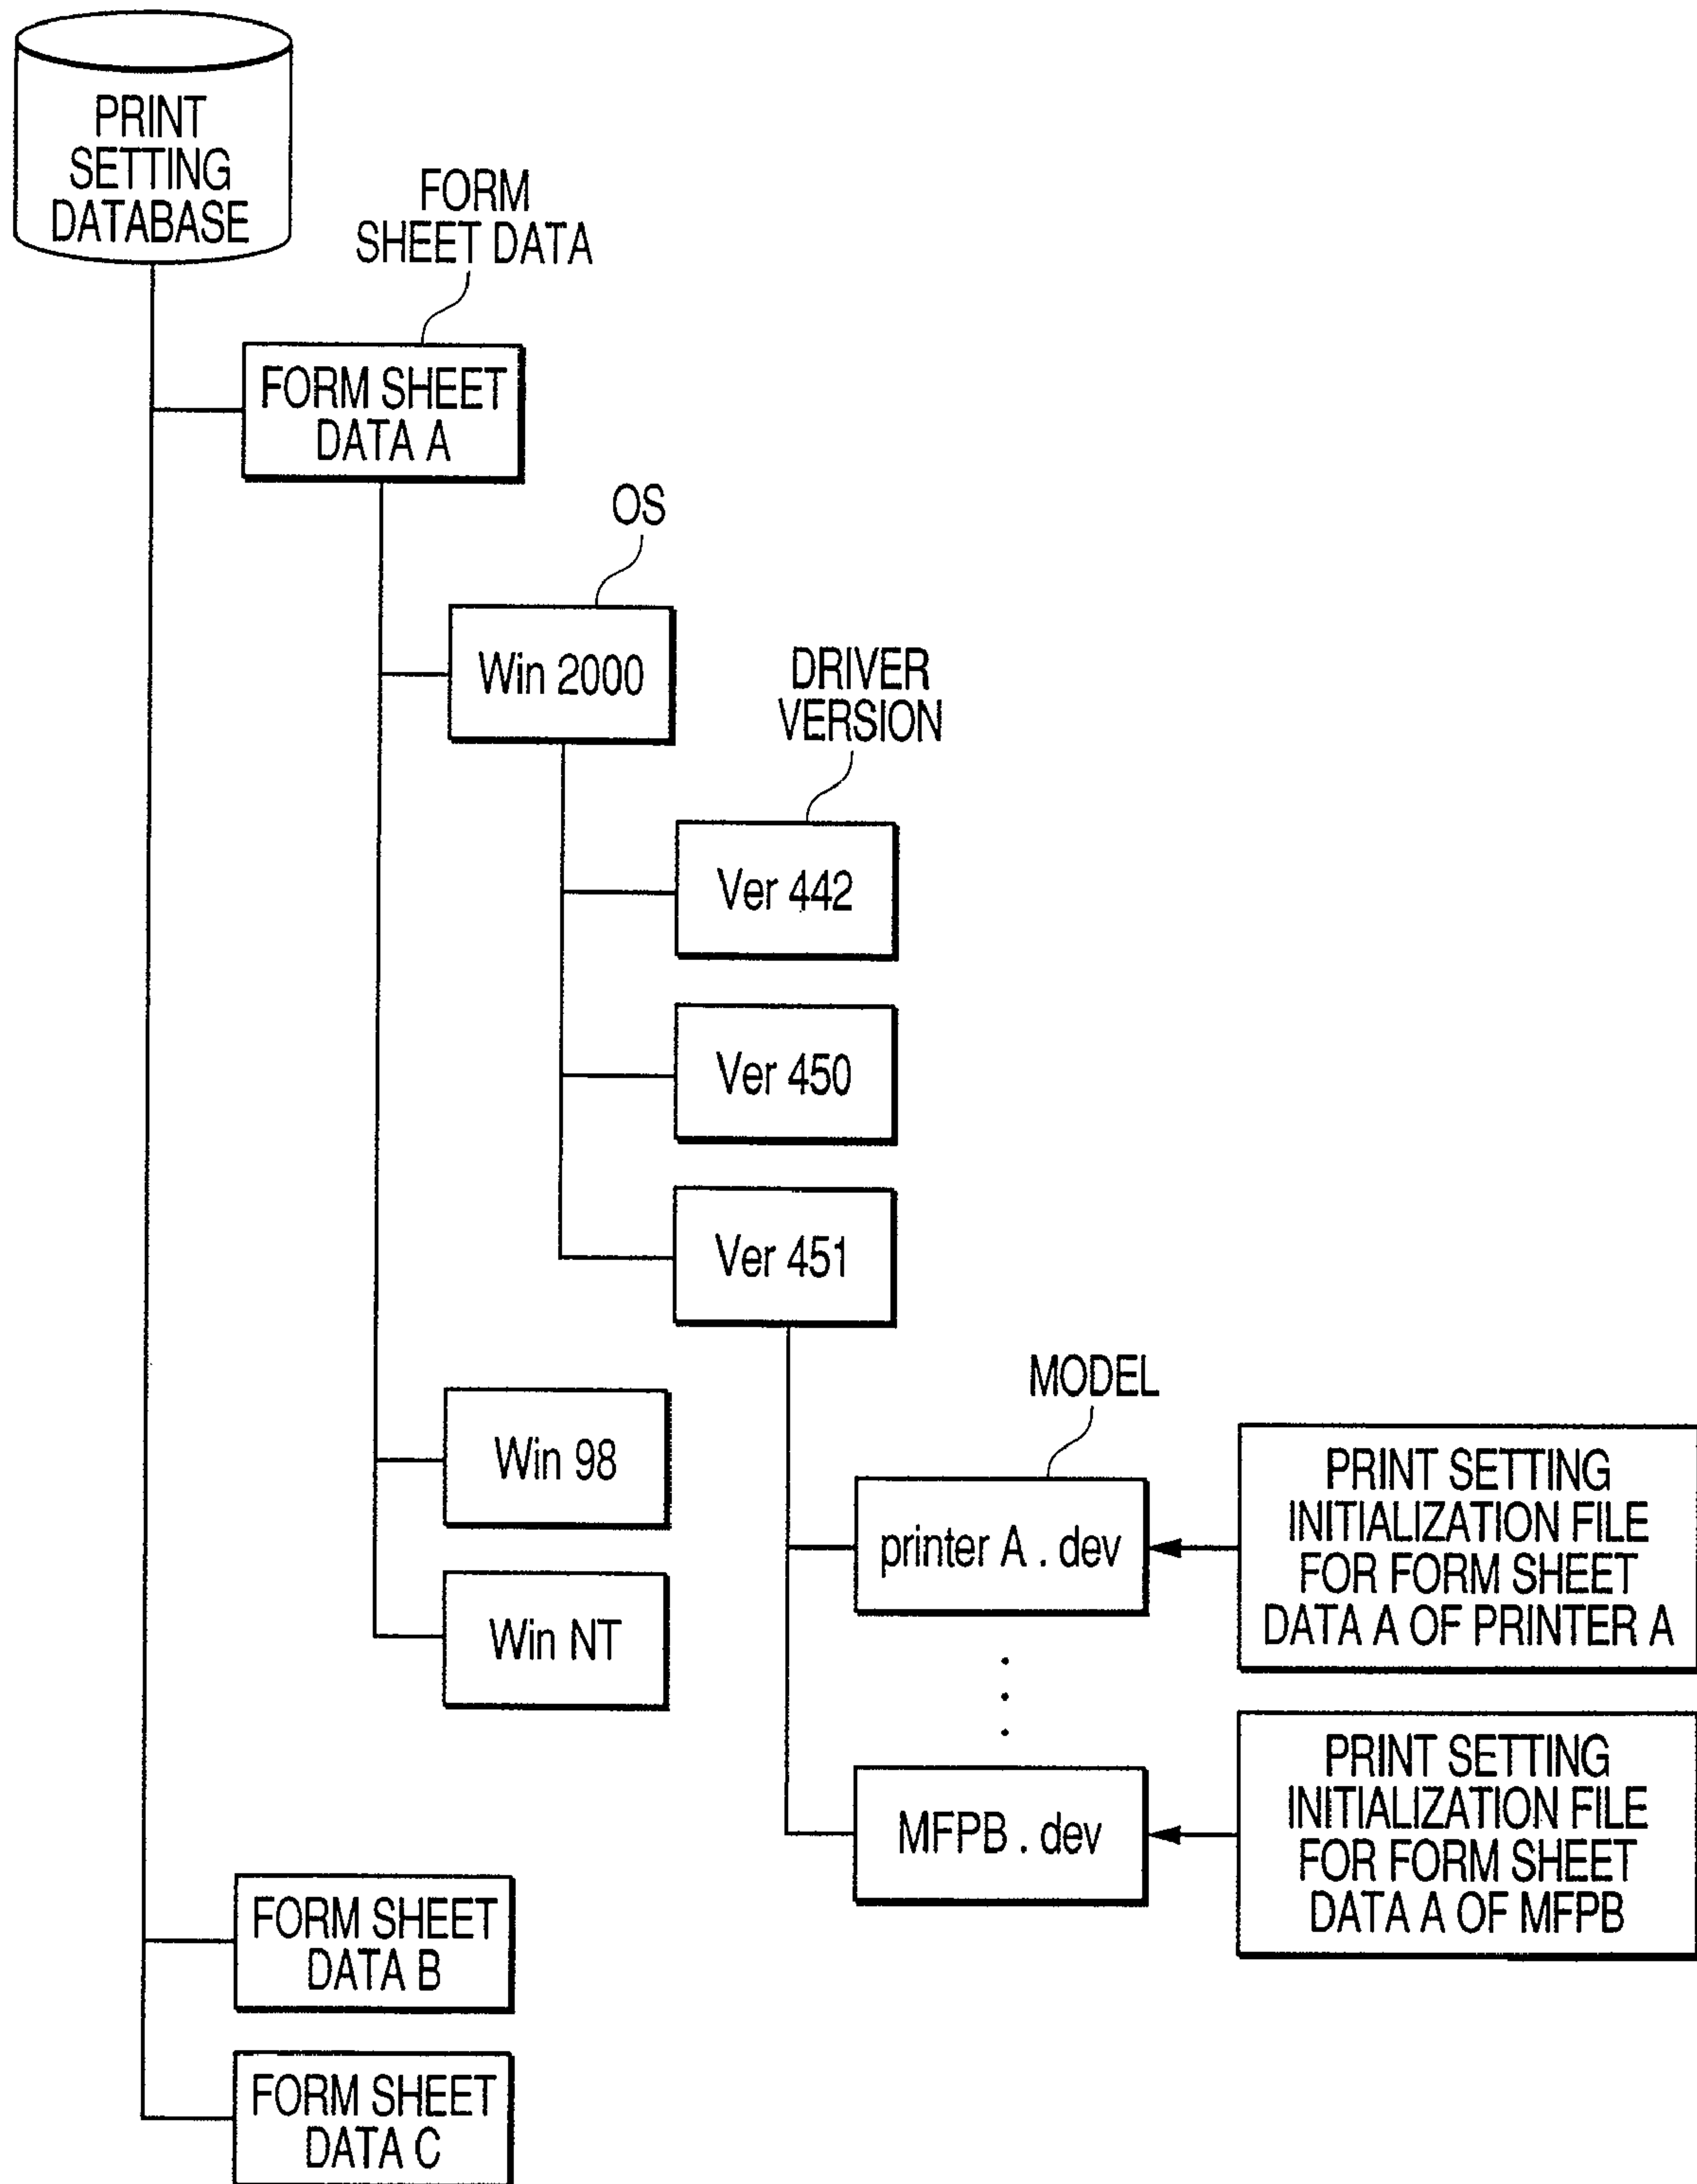 PRINT
SETTING
DATABASE
FORM
SHEET DATA
FORM SHEET
DATA A
OS
Win 2000
DRIVER
VERSION
Ver 442
Ver 450
Ver 451
MODEL
Win 98
printer A . dev
PRINT SETTING
INITIALIZATION FILE
FOR FORM SHEET
DATA A OF PRINTER A
Win NT
MFPB . dev
PRINT SETTING
INITIALIZATION FILE
FOR FORM SHEET
DATA A OF MFPB
FORM SHEET
DATA B
FORM SHEET
DATA C